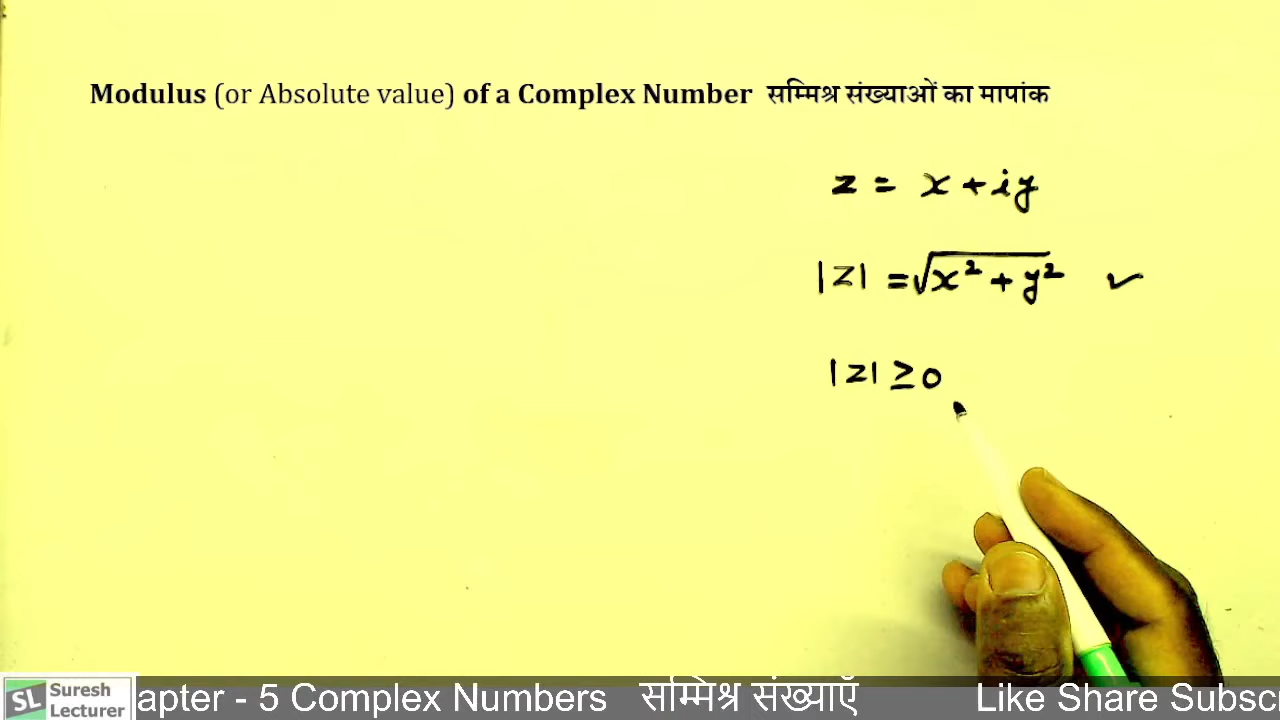 Modulus (or Absolute value) of a Complex Number सम्मिश्र संख्याओं का मापांक
z = x + iy
|z| = √x² + y² ✓
|z| ≥ 0
SL Suresh Lecturer
apter - 5 Complex Numbers सम्मिश्र संख्याएँ Like Share Subsc